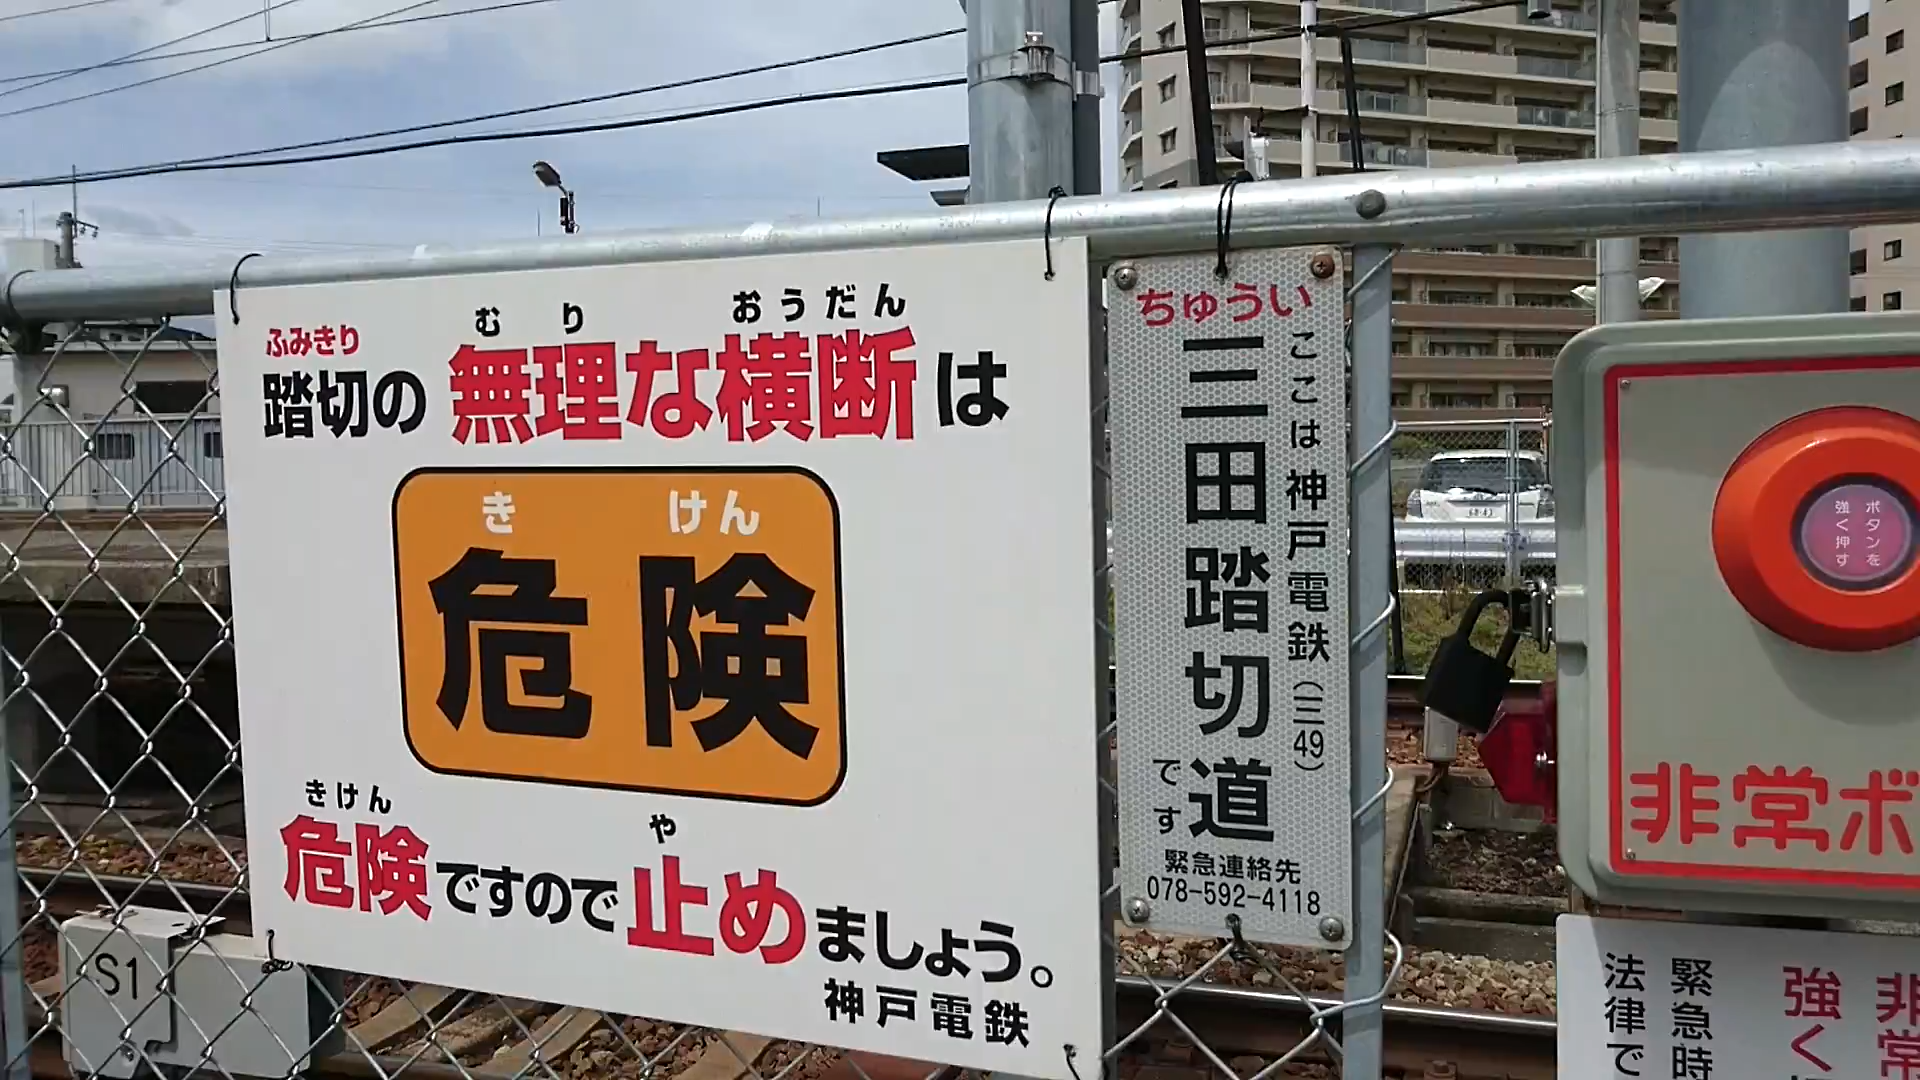 ふみきり むり おうだん
踏切の 無理な横断は
き けん
危険
きけん や
危険ですので止めましょう。
神戸電鉄
ちゅうい
ここは神戸電鉄(三49)
三田踏切道
です
緊急連絡先
078-592-4118
ボタンを
強く押す
非常ボ
非常
強く
緊急時
法律で
S1